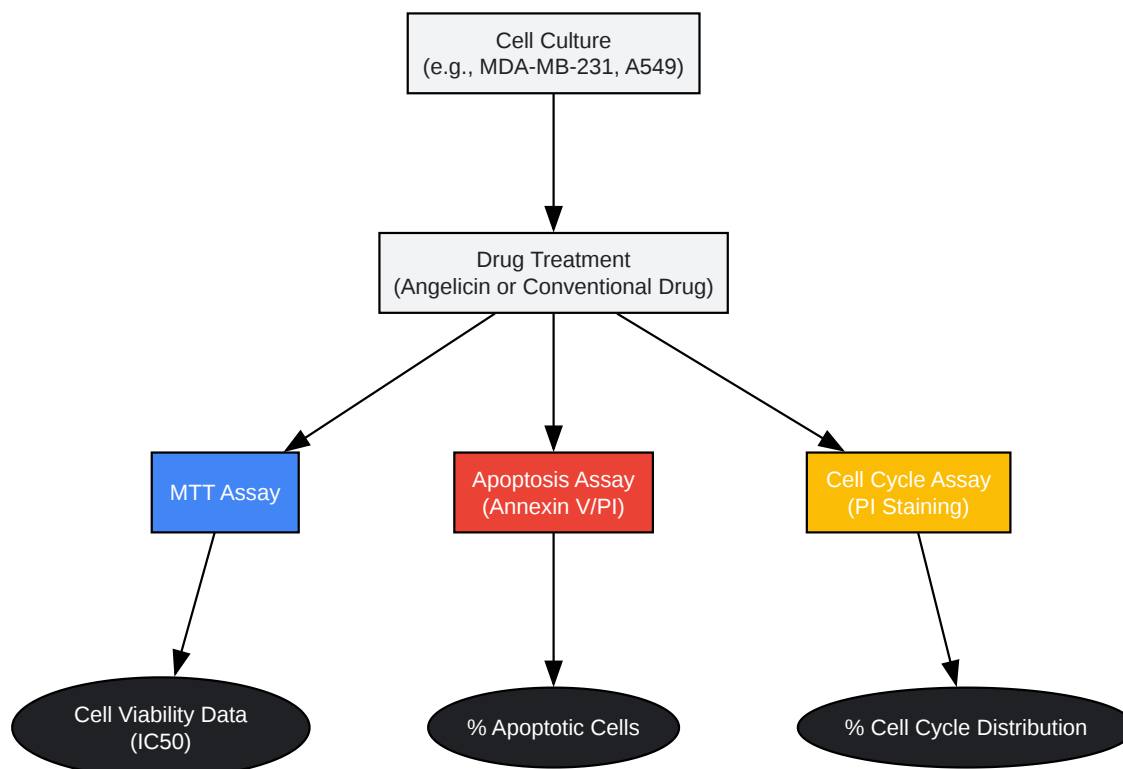 Cell Culture
(e.g., MDA-MB-231, A549)
Drug Treatment
(Angelicin or Conventional Drug)
MTT Assay
Apoptosis Assay
(Annexin V/PI)
Cell Cycle Assay
(PI Staining)
Cell Viability Data
(IC50)
% Apoptotic Cells
% Cell Cycle Distribution